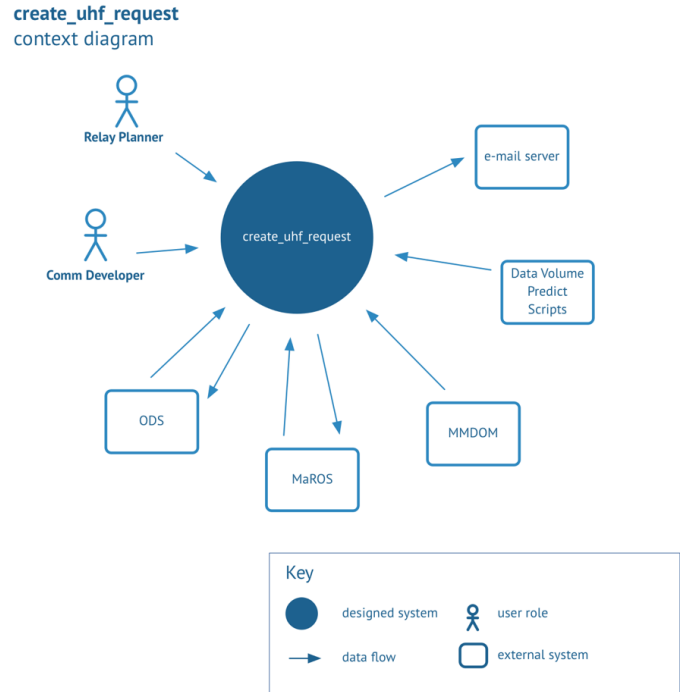 create_uhf_request
context diagram
Relay Planner
e-mail server
create_uhf_request
Comm Developer
Data Volume
Predict
Scripts
ODS
MMDOM
MaROS
Key
designed system
user role
data flow
external system